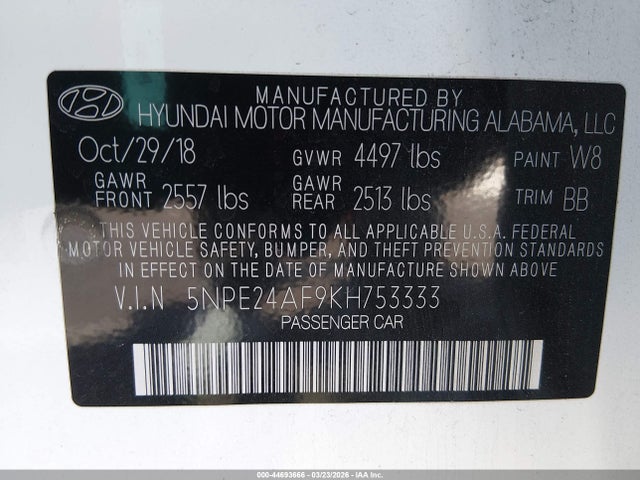 MANUFACTURED BY
HYUNDAI MOTOR MANUFACTURING ALABAMA, LLC
Oct/29/18 GVWR 4497 lbs PAINT W8
GAWR FRONT 2557 lbs GAWR REAR 2513 lbs TRIM BB
THIS VEHICLE CONFORMS TO ALL APPLICABLE U.S.A. FEDERAL
MOTOR VEHICLE SAFETY, BUMPER, AND THEFT PREVENTION STANDARDS
IN EFFECT ON THE DATE OF MANUFACTURE SHOWN ABOVE.
V.I.N 5NPE24AF9KH753333
PASSENGER CAR
000-44693666 - 03/23/2026 - IAA Inc.